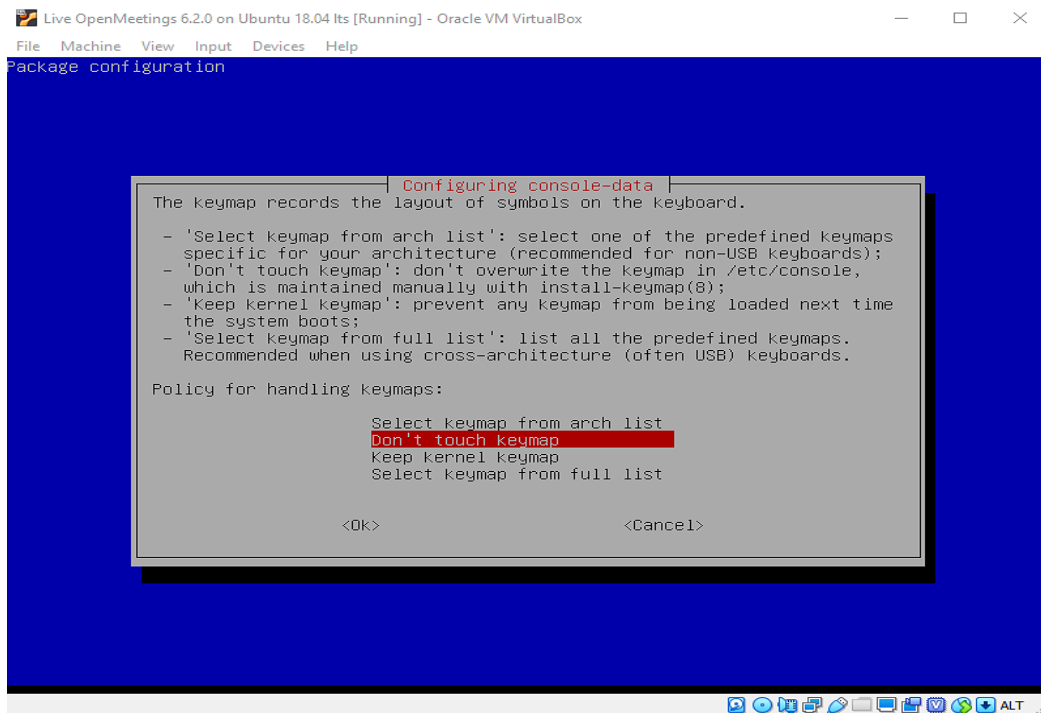 Live OpenMeetings 6.2.0 on Ubuntu 18.04 lts [Running] - Oracle VM VirtualBox
File Machine View Input Devices Help
Package configuration
Configuring console-data
The keymap records the layout of symbols on the keyboard.
- 'Select keymap from arch list': select one of the predefined keymaps
specific for your architecture (recommended for non-USB keyboards);
- 'Don't touch keymap': don't overwrite the keymap in /etc/console,
which is maintained manually with install-keymap(8);
- 'Keep kernel keymap': prevent any keymap from being loaded next time
the system boots;
- 'Select keymap from full list': list all the predefined keymaps.
Recommended when using cross-architecture (often USB) keyboards.
Policy for handling keymaps:
Select keymap from arch list
Don't touch keymap
Keep kernel keymap
Select keymap from full list
<Ok> <Cancel>
ALT